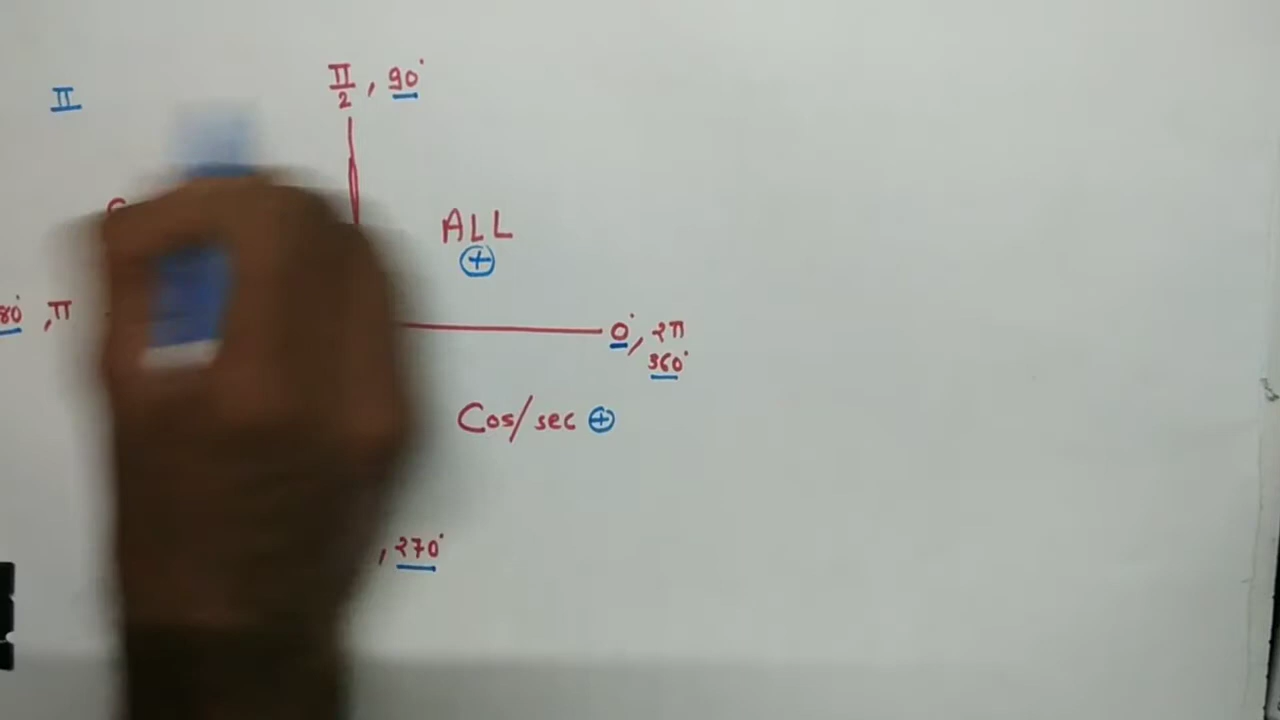 π/2 , 90°
II
ALL
+
80° , π
0° , 2π
360°
Cos/sec +
, 270°